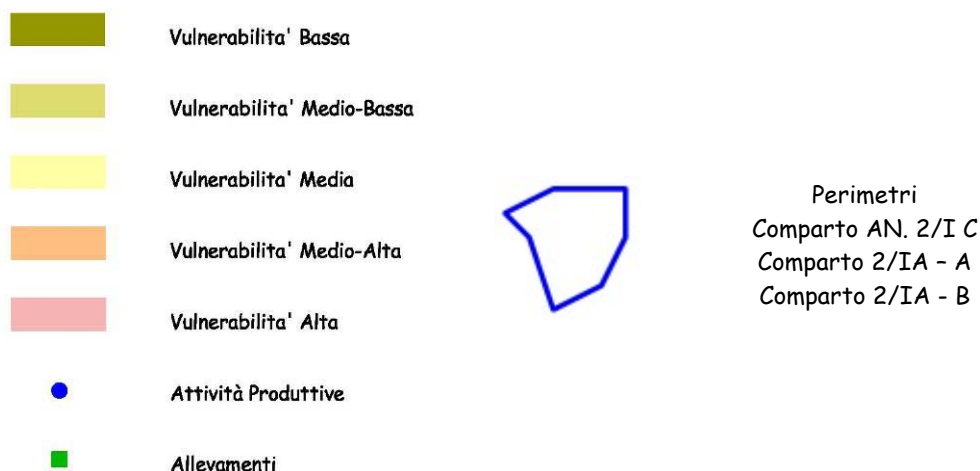 Vulnerabilita' Bassa
Vulnerabilita' Medio-Bassa
Vulnerabilita' Media
Vulnerabilita' Medio-Alta
Vulnerabilita' Alta
Attività Produttive
Allevamenti
Perimetri
Comparto AN. 2/I C
Comparto 2/IA – A
Comparto 2/IA - B